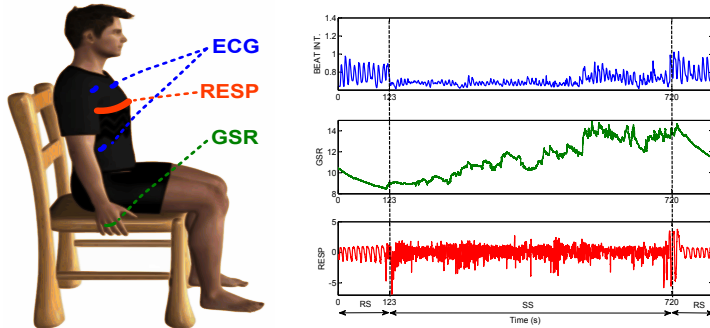 ECG
RESP
GSR
BEAT INT.
1.4
1.2
1
0.8
0
123
720
GSR
14
12
10
8
0
123
720
RESP
5
0
-5
0
123
720
RS
SS
RS
Time (s)